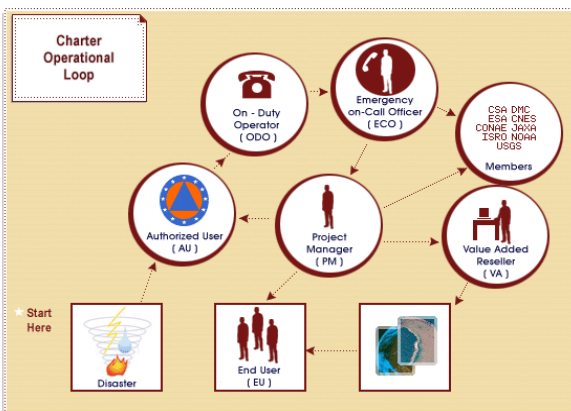 Charter
Operational
Loop
On - Duty
Operator
( ODO )
Emergency
on-Call Officer
( ECO )
CSA DMC
ESA CNES
CONAE JAXA
ISRO NOAA
USGS
Members
Authorized User
( AU )
Project
Manager
( PM )
Value Added
Reseller
( VA )
Start
Here
Disaster
End User
( EU )